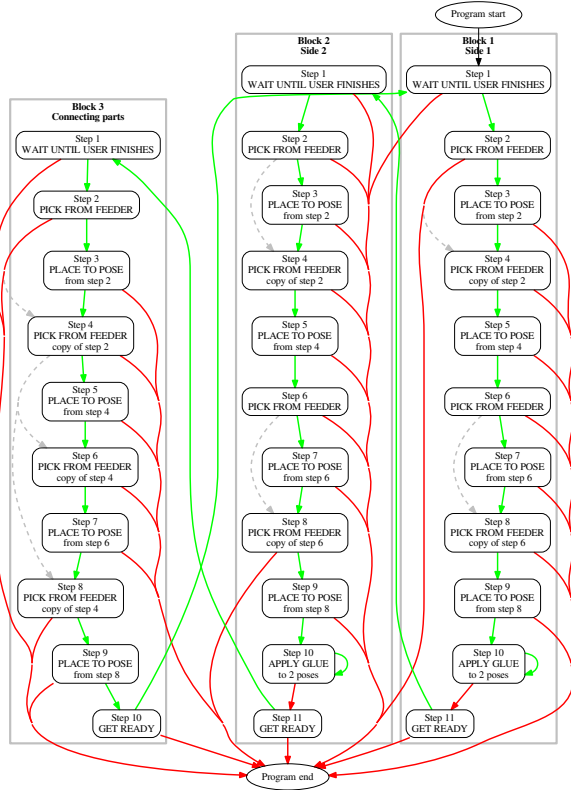 Program start
Block 1
Side 1
Step 1
WAIT UNTIL USER FINISHES
Step 2
PICK FROM FEEDER
Step 3
PLACE TO POSE
from step 2
Step 4
PICK FROM FEEDER
copy of step 2
Step 5
PLACE TO POSE
from step 4
Step 6
PICK FROM FEEDER
Step 7
PLACE TO POSE
from step 6
Step 8
PICK FROM FEEDER
copy of step 6
Step 9
PLACE TO POSE
from step 8
Step 10
APPLY GLUE
to 2 poses
Step 11
GET READY
Block 2
Side 2
Step 1
WAIT UNTIL USER FINISHES
Step 2
PICK FROM FEEDER
Step 3
PLACE TO POSE
from step 2
Step 4
PICK FROM FEEDER
copy of step 2
Step 5
PLACE TO POSE
from step 4
Step 6
PICK FROM FEEDER
Step 7
PLACE TO POSE
from step 6
Step 8
PICK FROM FEEDER
copy of step 6
Step 9
PLACE TO POSE
from step 8
Step 10
APPLY GLUE
to 2 poses
Step 11
GET READY
Block 3
Connecting parts
Step 1
WAIT UNTIL USER FINISHES
Step 2
PICK FROM FEEDER
Step 3
PLACE TO POSE
from step 2
Step 4
PICK FROM FEEDER
copy of step 2
Step 5
PLACE TO POSE
from step 4
Step 6
PICK FROM FEEDER
copy of step 4
Step 7
PLACE TO POSE
from step 6
Step 8
PICK FROM FEEDER
copy of step 4
Step 9
PLACE TO POSE
from step 8
Step 10
GET READY
Program end